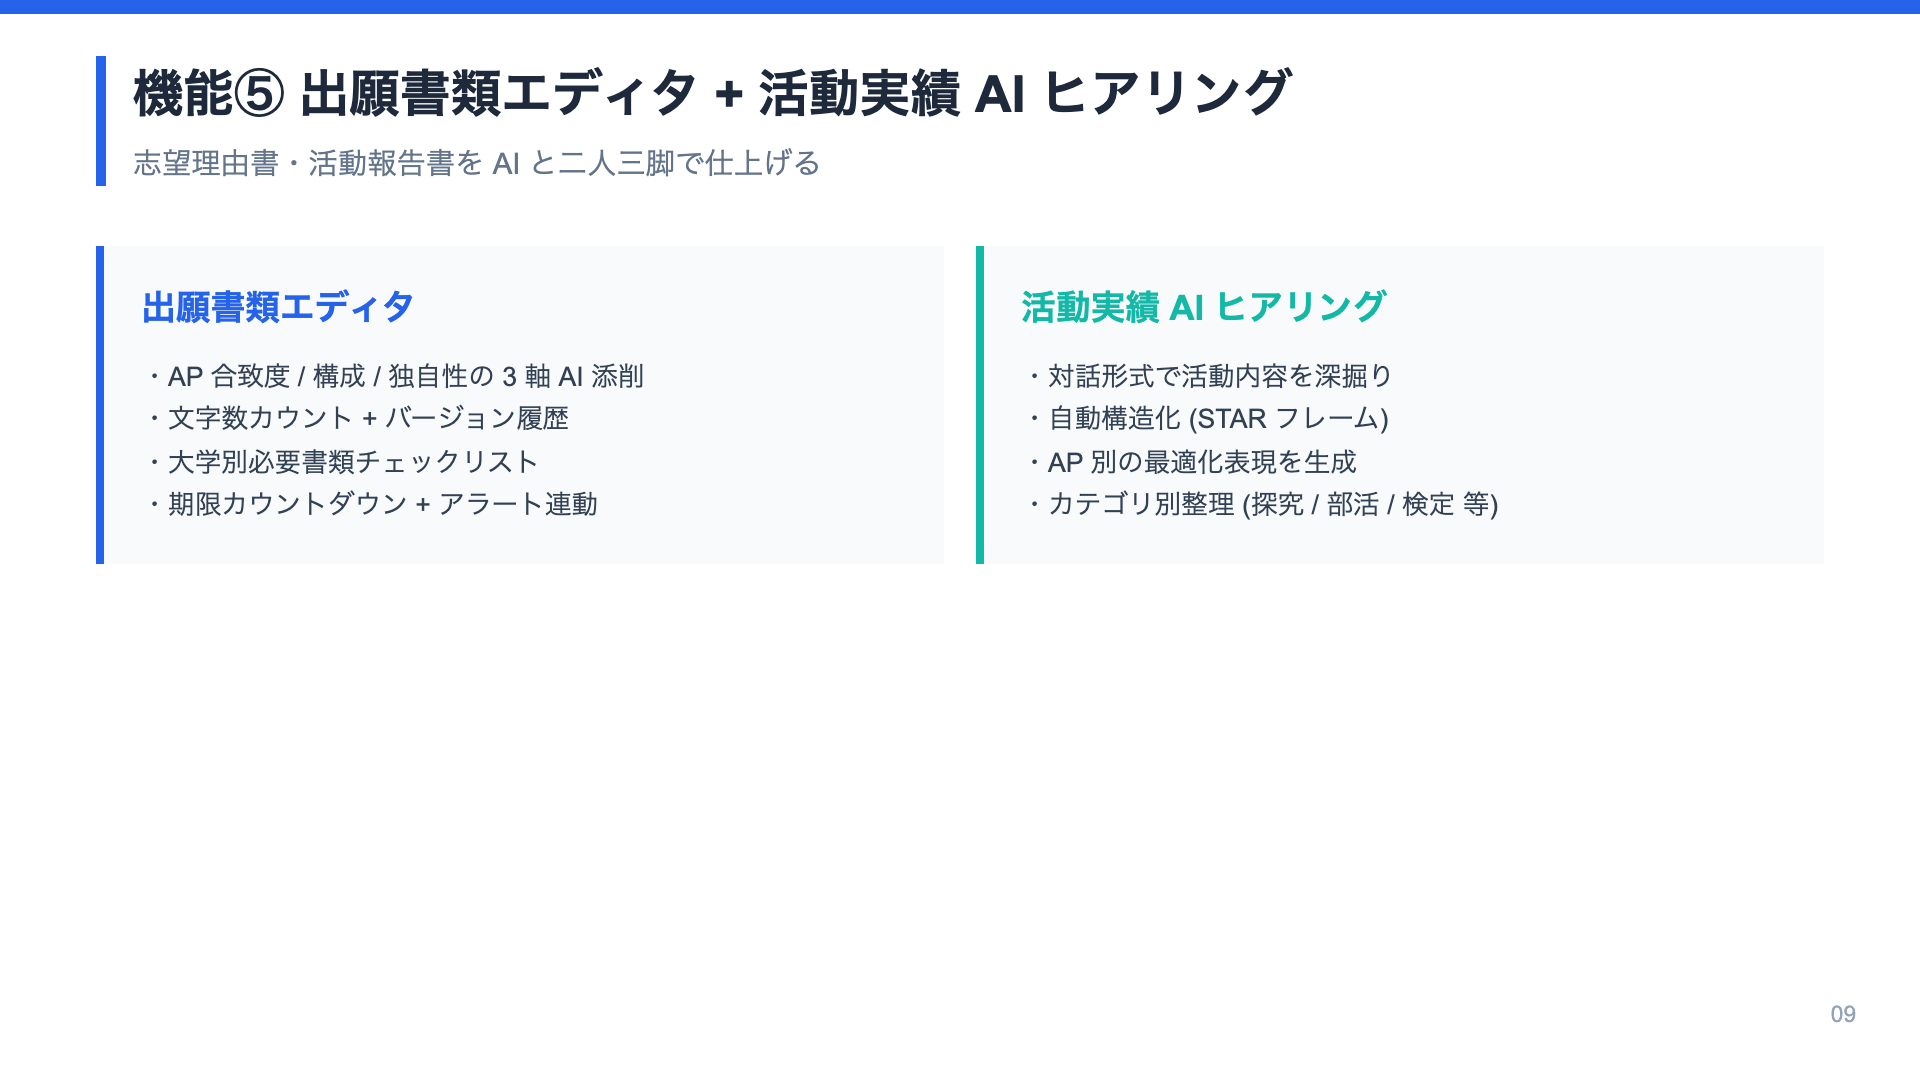 機能⑤ 出願書類エディタ + 活動実績 AI ヒアリング
志望理由書・活動報告書を AI と二人三脚で仕上げる
出願書類エディタ
・AP 合致度 / 構成 / 独自性の 3 軸 AI 添削
・文字数カウント + バージョン履歴
・大学別必要書類チェックリスト
・期限カウントダウン + アラート連動
活動実績 AI ヒアリング
・対話形式で活動内容を深掘り
・自動構造化 (STAR フレーム)
・AP 別の最適化表現を生成
・カテゴリ別整理 (探究 / 部活 / 検定 等)
09